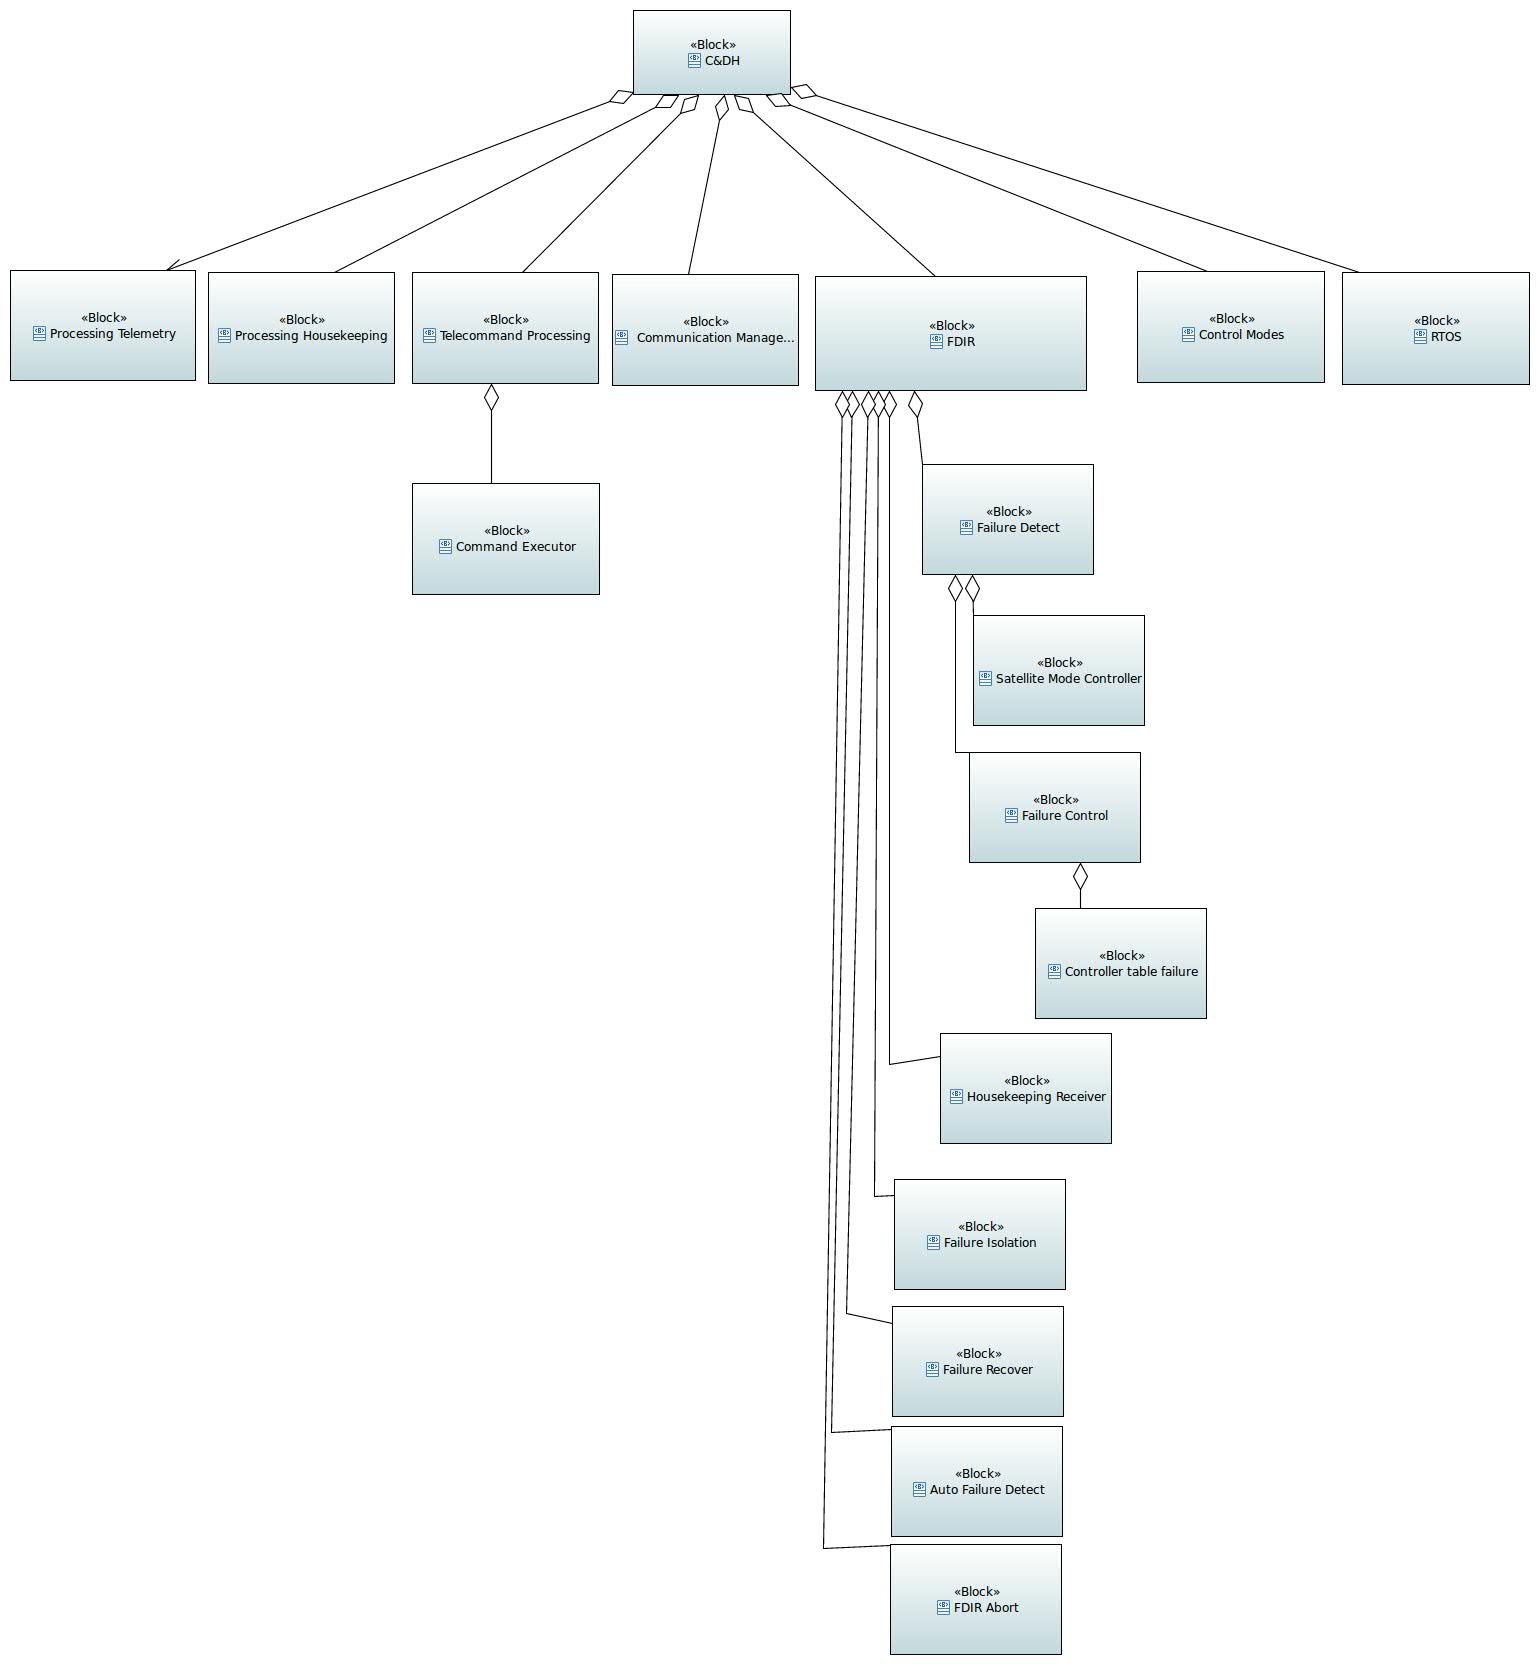 «Block»
C&DH
«Block»
Processing Telemetry
«Block»
Processing Housekeeping
«Block»
Telecommand Processing
«Block»
Communication Manage...
«Block»
FDIR
«Block»
Control Modes
«Block»
RTOS
«Block»
Command Executor
«Block»
Failure Detect
«Block»
Satellite Mode Controller
«Block»
Failure Control
«Block»
Controller table failure
«Block»
Housekeeping Receiver
«Block»
Failure Isolation
«Block»
Failure Recover
«Block»
Auto Failure Detect
«Block»
FDIR Abort